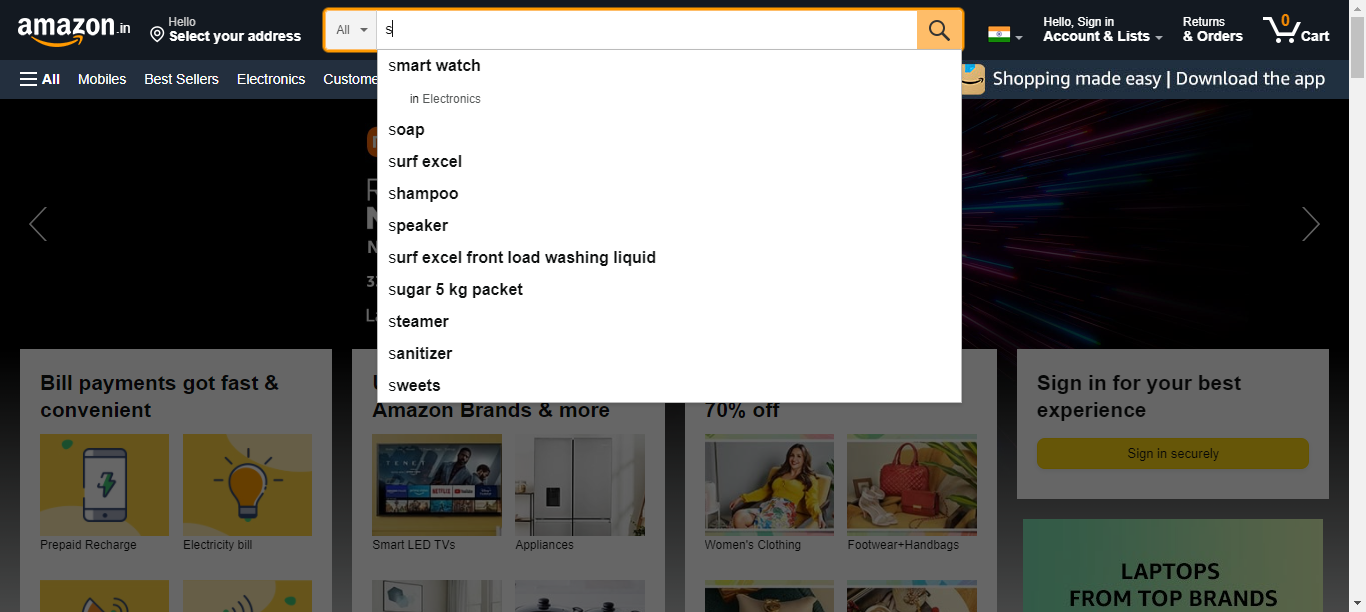 amazon.in
Hello
Select your address
All
s
Hello, Sign in
Account & Lists
Returns
& Orders
0
Cart
All
Mobiles
Best Sellers
Electronics
Custome
Shopping made easy | Download the app
smart watch
in Electronics
soap
surf excel
shampoo
speaker
surf excel front load washing liquid
sugar 5 kg packet
steamer
sanitizer
sweets
Bill payments got fast &
convenient
Prepaid Recharge
Electricity bill
Amazon Brands & more
Smart LED TVs
Appliances
70% off
Women's Clothing
Footwear+Handbags
Sign in for your best
experience
Sign in securely
LAPTOPS
FROM TOP BRANDS